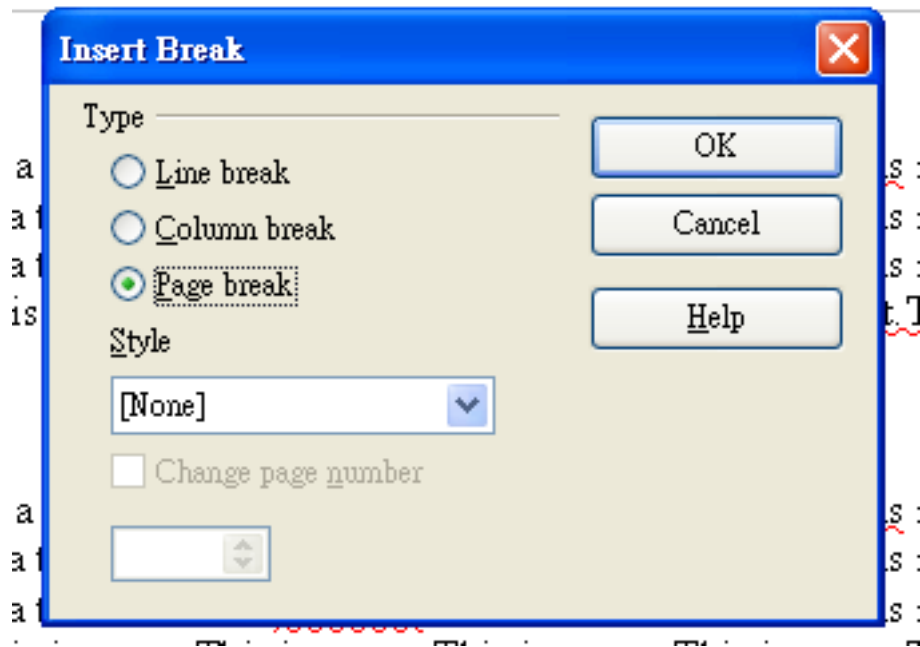 Insert Break
Type
OK
Line break
Cancel
Column break
Page break
Help
Style
[None]
Change page number